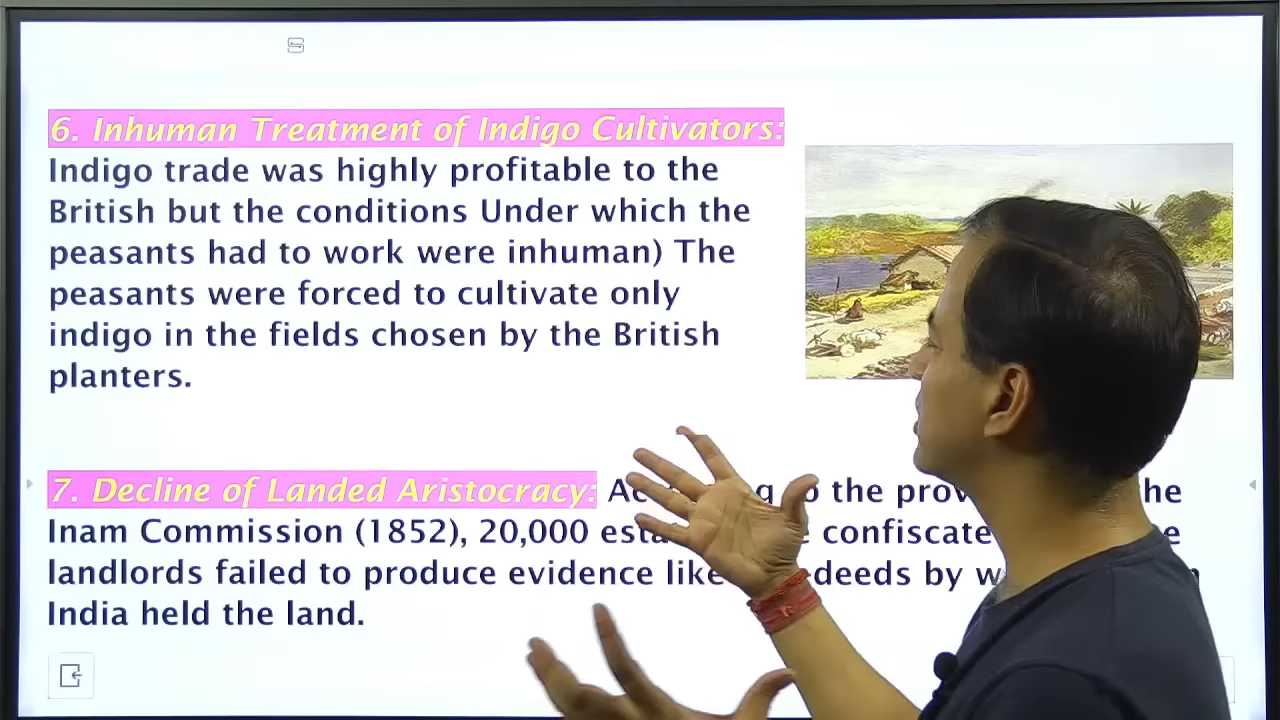 6. Inhuman Treatment of Indigo Cultivators:
Indigo trade was highly profitable to the
British but the conditions Under which the
peasants had to work were inhuman) The
peasants were forced to cultivate only
indigo in the fields chosen by the British
planters.
7. Decline of Landed Aristocracy: the
Inam Commission (1852), 20,000
landlords failed to produce evidence like deeds by
India held the land.